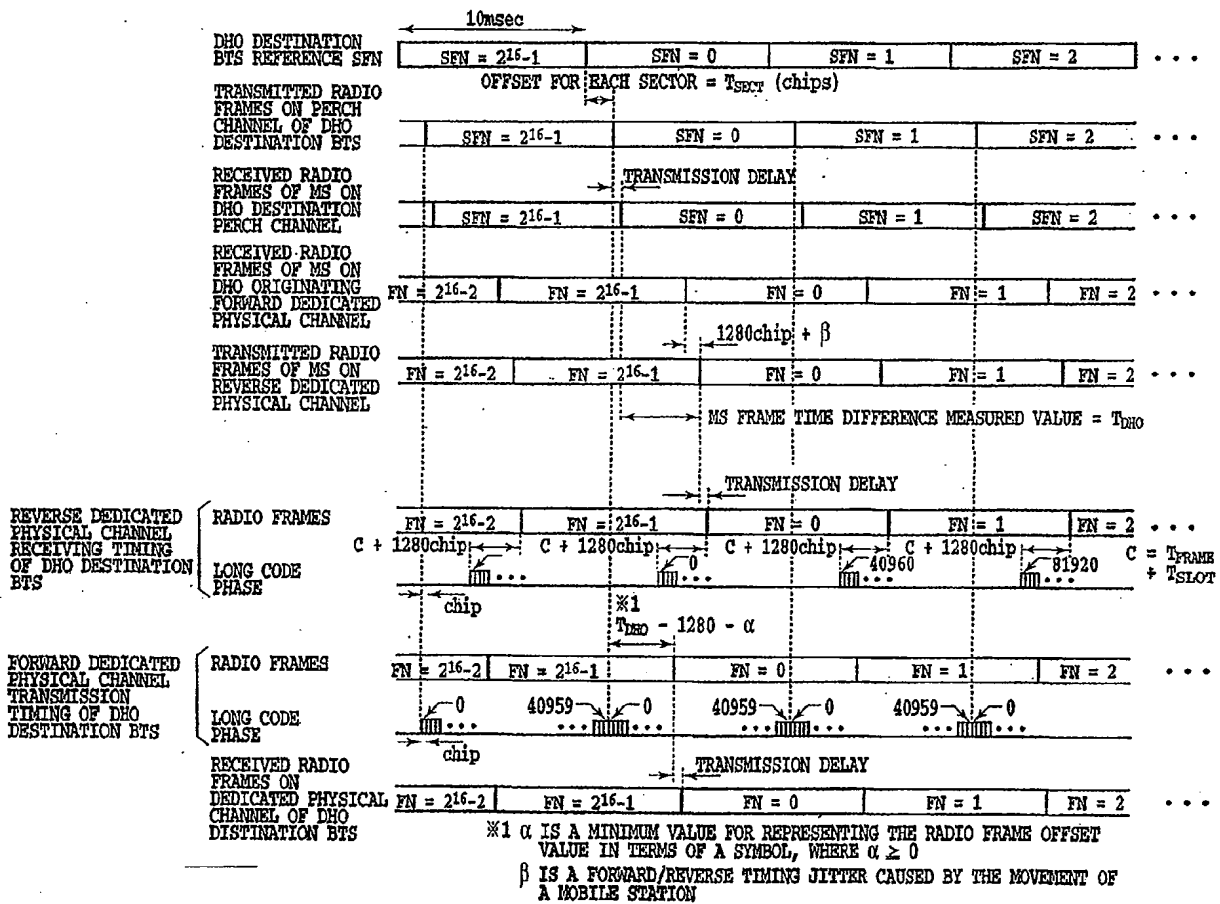 10msec
DHO DESTINATION
BTS REFERENCE SFN
SFN = 2¹⁶-1 SFN = 0 SFN = 1 SFN = 2 • • •
OFFSET FOR EACH SECTOR = T_SECT (chips)
TRANSMITTED RADIO
FRAMES ON PERCH
CHANNEL OF DHO
DESTINATION BTS
SFN = 2¹⁶-1 SFN = 0 SFN = 1 SFN = 2 • • •
RECEIVED RADIO
FRAMES OF MS ON
DHO DESTINATION
PERCH CHANNEL
TRANSMISSION DELAY
SFN = 2¹⁶-1 SFN = 0 SFN = 1 SFN = 2 • • •
RECEIVED RADIO
FRAMES OF MS ON
DHO ORIGINATING
FORWARD DEDICATED
PHYSICAL CHANNEL
FN = 2¹⁶-2 FN = 2¹⁶-1 FN = 0 FN = 1 FN = 2 • • •
1280chip + β
TRANSMITTED RADIO
FRAMES OF MS ON
REVERSE DEDICATED
PHYSICAL CHANNEL
FN = 2¹⁶-2 FN = 2¹⁶-1 FN = 0 FN = 1 FN = 2 • • •
MS FRAME TIME DIFFERENCE MEASURED VALUE = T_DHO
TRANSMISSION DELAY
REVERSE DEDICATED
PHYSICAL CHANNEL
RECEIVING TIMING
OF DHO DESTINATION
BTS
RADIO FRAMES
FN = 2¹⁶-2 FN = 2¹⁶-1 FN = 0 FN = 1 FN = 2 • • •
C + 1280chip C + 1280chip C + 1280chip C + 1280chip
C = T_FRAME
+ T_SLOT
LONG CODE
PHASE
0 • • • 0 • • • 40960 • • • 81920 • • •
chip
※1
T_DHO - 1280 - α
FORWARD DEDICATED
PHYSICAL CHANNEL
TRANSMISSION
TIMING OF DHO
DESTINATION BTS
RADIO FRAMES
FN = 2¹⁶-2 FN = 2¹⁶-1 FN = 0 FN = 1 FN = 2 • • •
LONG CODE
PHASE
0 40959 0 40959 0 40959 0
• • • • • • • • • • • • • • • • • • • • •
chip
TRANSMISSION DELAY
RECEIVED RADIO
FRAMES ON
DEDICATED PHYSICAL
CHANNEL OF DHO
DISTINATION BTS
FN = 2¹⁶-2 FN = 2¹⁶-1 FN = 0 FN = 1 FN = 2 • • •
※1 α IS A MINIMUM VALUE FOR REPRESENTING THE RADIO FRAME OFFSET
VALUE IN TERMS OF A SYMBOL, WHERE α ≥ 0
β IS A FORWARD/REVERSE TIMING JITTER CAUSED BY THE MOVEMENT OF
A MOBILE STATION